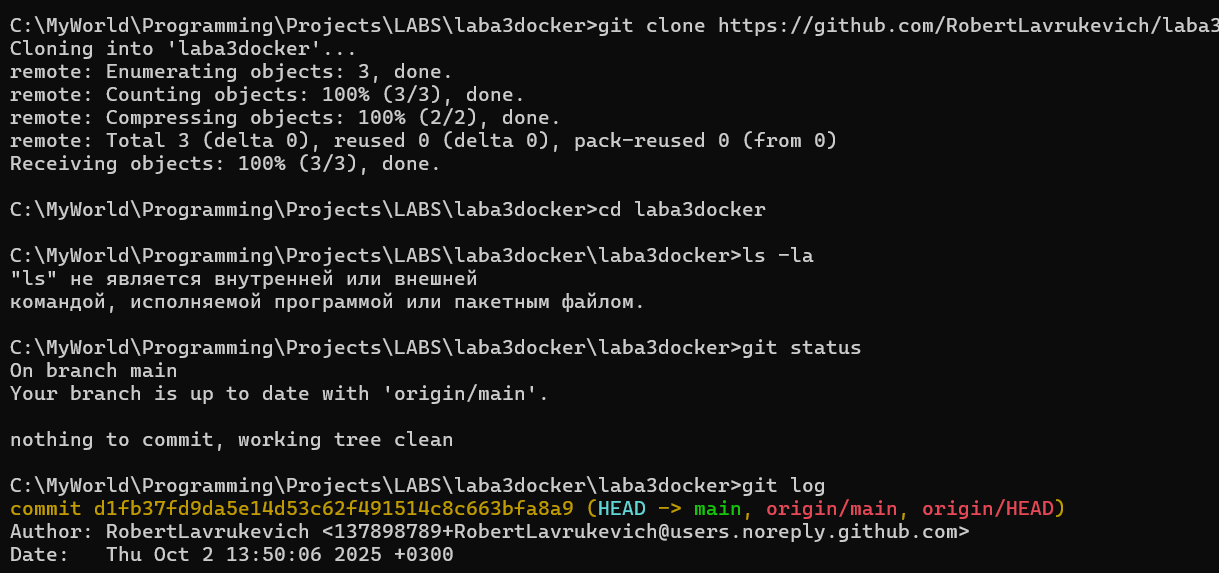 C:\MyWorld\Programming\Projects\LABS\laba3docker>git clone https://github.com/RobertLavrukevich/laba3
Cloning into 'laba3docker'...
remote: Enumerating objects: 3, done.
remote: Counting objects: 100% (3/3), done.
remote: Compressing objects: 100% (2/2), done.
remote: Total 3 (delta 0), reused 0 (delta 0), pack-reused 0 (from 0)
Receiving objects: 100% (3/3), done.
C:\MyWorld\Programming\Projects\LABS\laba3docker>cd laba3docker
C:\MyWorld\Programming\Projects\LABS\laba3docker\laba3docker>ls -la
"ls" не является внутренней или внешней
командой, исполняемой программой или пакетным файлом.
C:\MyWorld\Programming\Projects\LABS\laba3docker\laba3docker>git status
On branch main
Your branch is up to date with 'origin/main'.
nothing to commit, working tree clean
C:\MyWorld\Programming\Projects\LABS\laba3docker\laba3docker>git log
commit d1fb37fd9da5e14d53c62f491514c8c663bfa8a9 (HEAD -> main, origin/main, origin/HEAD)
Author: RobertLavrukevich <137898789+RobertLavrukevich@users.noreply.github.com>
Date:   Thu Oct 2 13:50:06 2025 +0300